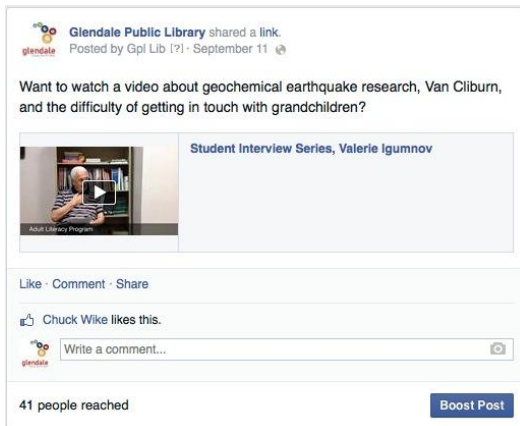 glendale
Glendale Public Library shared a link.
Posted by Gpl Lib [?] · September 11
Want to watch a video about geochemical earthquake research, Van Cliburn,
and the difficulty of getting in touch with grandchildren?
Student Interview Series, Valerie Igumnov
Adult Literacy Program
Like · Comment · Share
Chuck Wike likes this.
glendale
Write a comment...
41 people reached
Boost Post